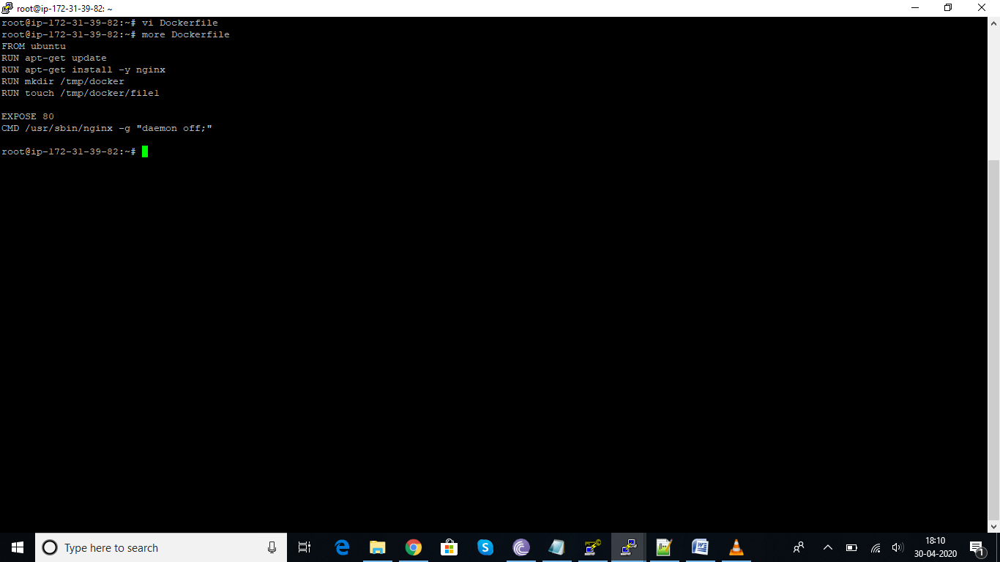 root@ip-172-31-39-82: ~
root@ip-172-31-39-82:~# vi Dockerfile
root@ip-172-31-39-82:~# more Dockerfile
FROM ubuntu
RUN apt-get update
RUN apt-get install -y nginx
RUN mkdir /tmp/docker
RUN touch /tmp/docker/file1
EXPOSE 80
CMD /usr/sbin/nginx -g "daemon off;"
root@ip-172-31-39-82:~#
Type here to search
18:10
30-04-2020
1